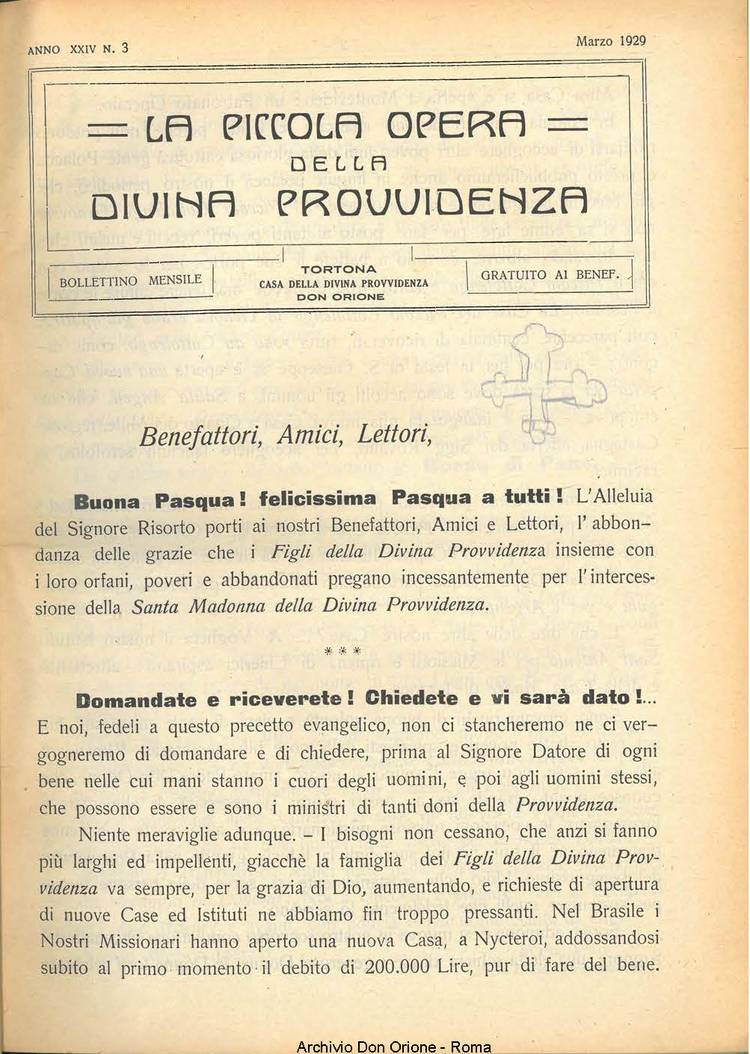 ANNO XXIV N. 3
Marzo 1929
LA PICCOLA OPERA
DELLA
DIVINA PROVVIDENZA
BOLLETTINO MENSILE
TORTONA
CASA DELLA DIVINA PROVVIDENZA
DON ORIONE
GRATUITO AI BENEF.
Benefattori, Amici, Lettori,
Buona Pasqua! felicissima Pasqua a tutti! L'Alleluia
del Signore Risorto porti ai nostri Benefattori, Amici e Lettori, l'abbon-
danza delle grazie che i Figli della Divina Provvidenza insieme con
i loro orfani, poveri e abbandonati pregano incessantemente per l'interces-
sione della Santa Madonna della Divina Provvidenza.
* * *
Domandate e riceverete! Chiedete e vi sarà dato!...
E noi, fedeli a questo precetto evangelico, non ci stancheremo ne ci ver-
gogneremo di domandare e di chiedere, prima al Signore Datore di ogni
bene nelle cui mani stanno i cuori degli uomini, e poi agli uomini stessi,
che possono essere e sono i ministri di tanti doni della Provvidenza.
Niente meraviglie adunque. – I bisogni non cessano, che anzi si fanno
più larghi ed impellenti, giacchè la famiglia dei Figli della Divina Prov-
videnza va sempre, per la grazia di Dio, aumentando, e richieste di apertura
di nuove Case ed Istituti ne abbiamo fin troppo pressanti. Nel Brasile i
Nostri Missionari hanno aperto una nuova Casa, a Nycteroi, addossandosi
subito al primo momento il debito di 200.000 Lire, pur di fare del bene.
Archivio Don Orione - Roma